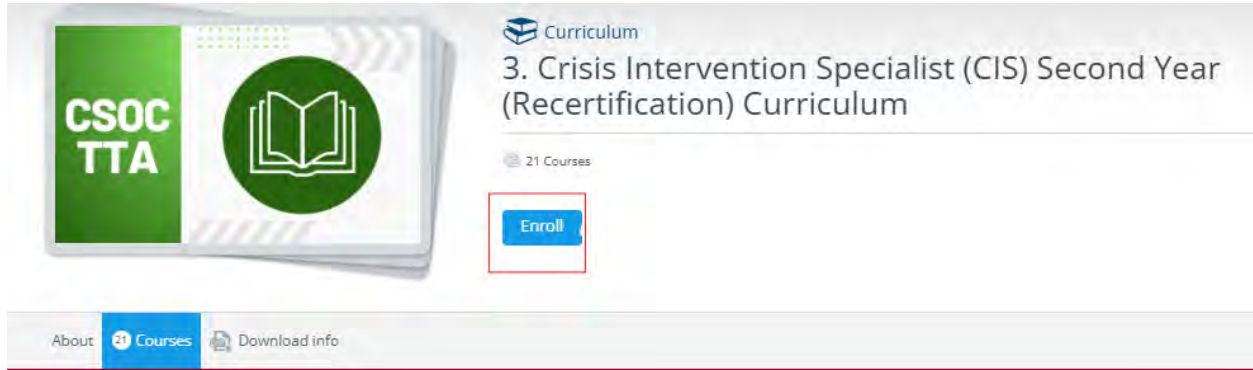 CSOC
TTA
Curriculum
3. Crisis Intervention Specialist (CIS) Second Year
(Recertification) Curriculum
21 Courses
Enroll
About 21 Courses Download info